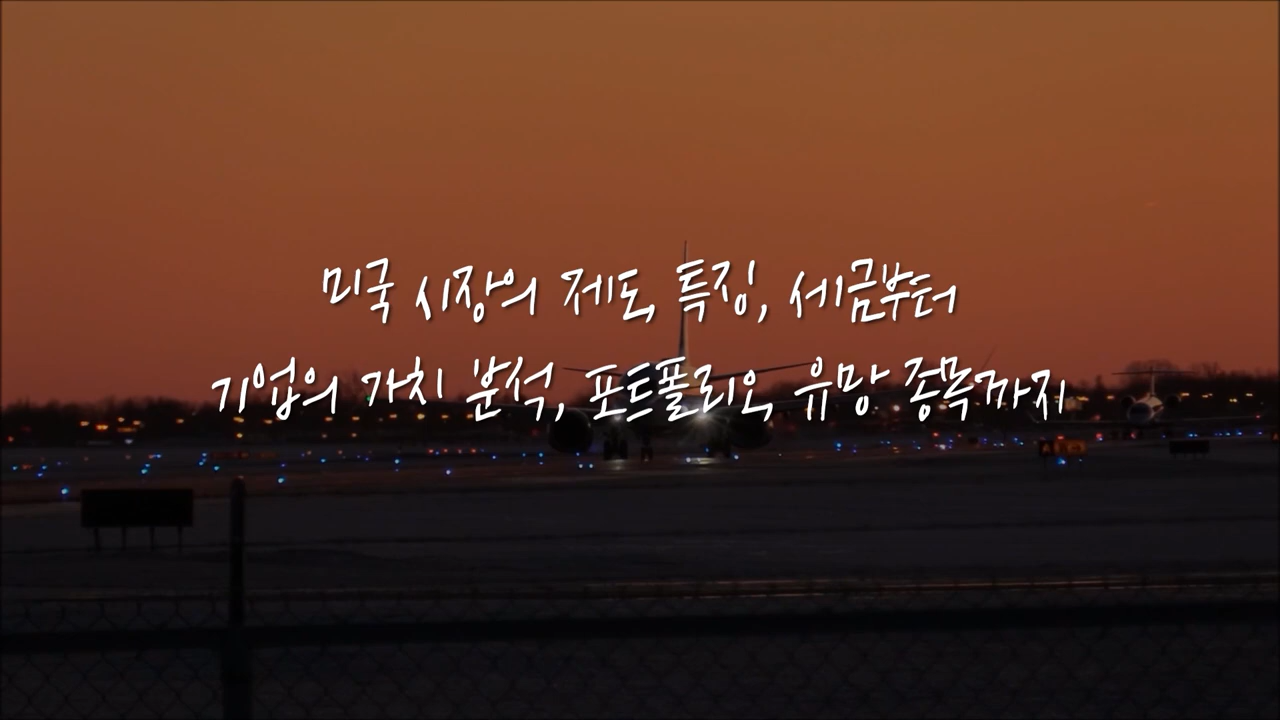 미국 시장의 제도, 특징, 세금부터
기업의 가치 분석, 포트폴리오, 유망 종목까지